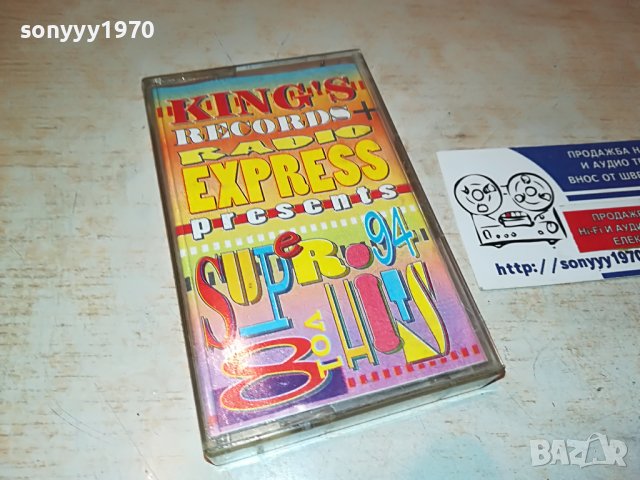 sonyyy1970
KING'S
RECORDS +
RADIO
EXPRESS
presents
SUPER • 94
HITS
VOL 8
ПРОДАЖБА Н
И АУДИО Т
ВНОС ОТ ШВЕ
ПРОДАЖ
Hi-Fi И АУДИ
ЕЛЕК
http://sonyyy1970
BAZAR